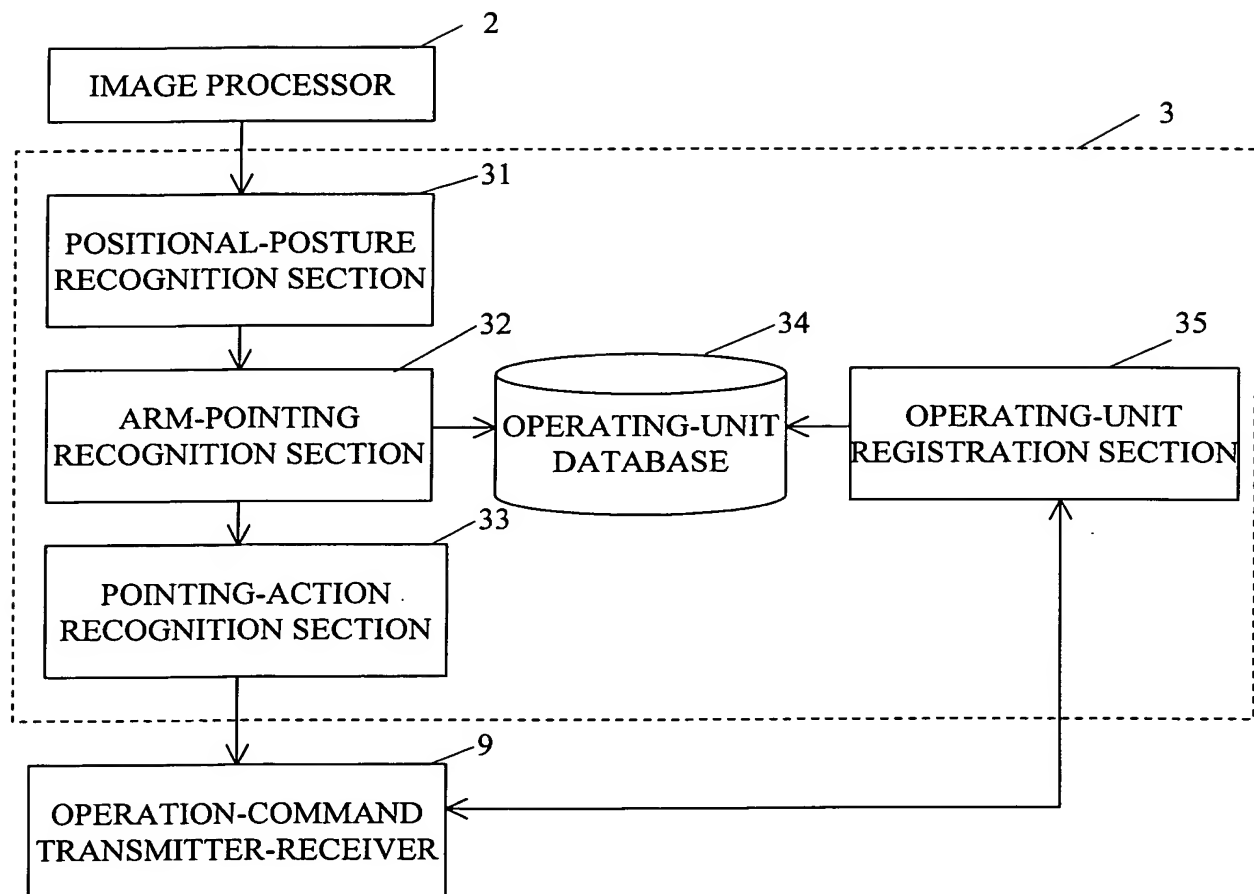 2
IMAGE PROCESSOR
3
31
POSITIONAL-POSTURE
RECOGNITION SECTION
32
ARM-POINTING
RECOGNITION SECTION
34
OPERATING-UNIT
DATABASE
35
OPERATING-UNIT
REGISTRATION SECTION
33
POINTING-ACTION
RECOGNITION SECTION
9
OPERATION-COMMAND
TRANSMITTER-RECEIVER